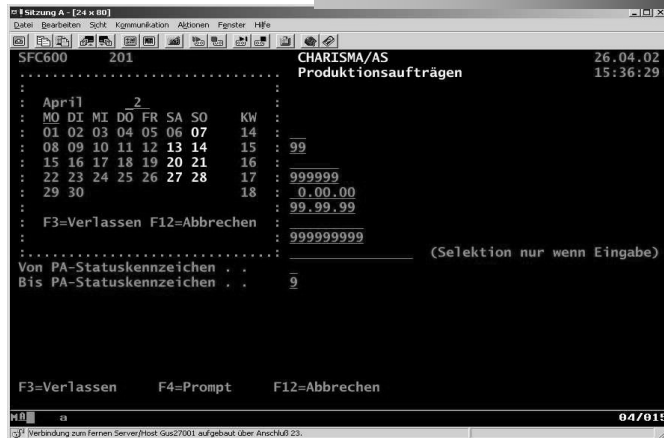 Sitzung A - [24 x 80]
Datei Bearbeiten Sicht Kommunikation Aktionen Fenster Hilfe
SFC600 201 CHARISMA/AS 26.04.02
................................ Produktionsaufträgen 15:36:29
: :
: April _2_ :
: MO DI MI DO FR SA SO KW :
: 01 02 03 04 05 06 07 14 : __
: 08 09 10 11 12 13 14 15 : 99
: 15 16 17 18 19 20 21 16 : ______
: 22 23 24 25 26 27 28 17 : 999999
: 29 30 18 : 0.00.00
: : 99.99.99
: F3=Verlassen F12=Abbrechen : _________
: : 999999999
:..............................: _______________ (Selektion nur wenn Eingabe)
Von PA-Statuskennzeichen . . _
Bis PA-Statuskennzeichen . . 9
F3=Verlassen F4=Prompt F12=Abbrechen
MA a 04/015
Verbindung zum fernen Server/Host Gus27001 aufgebaut über Anschluß 23.